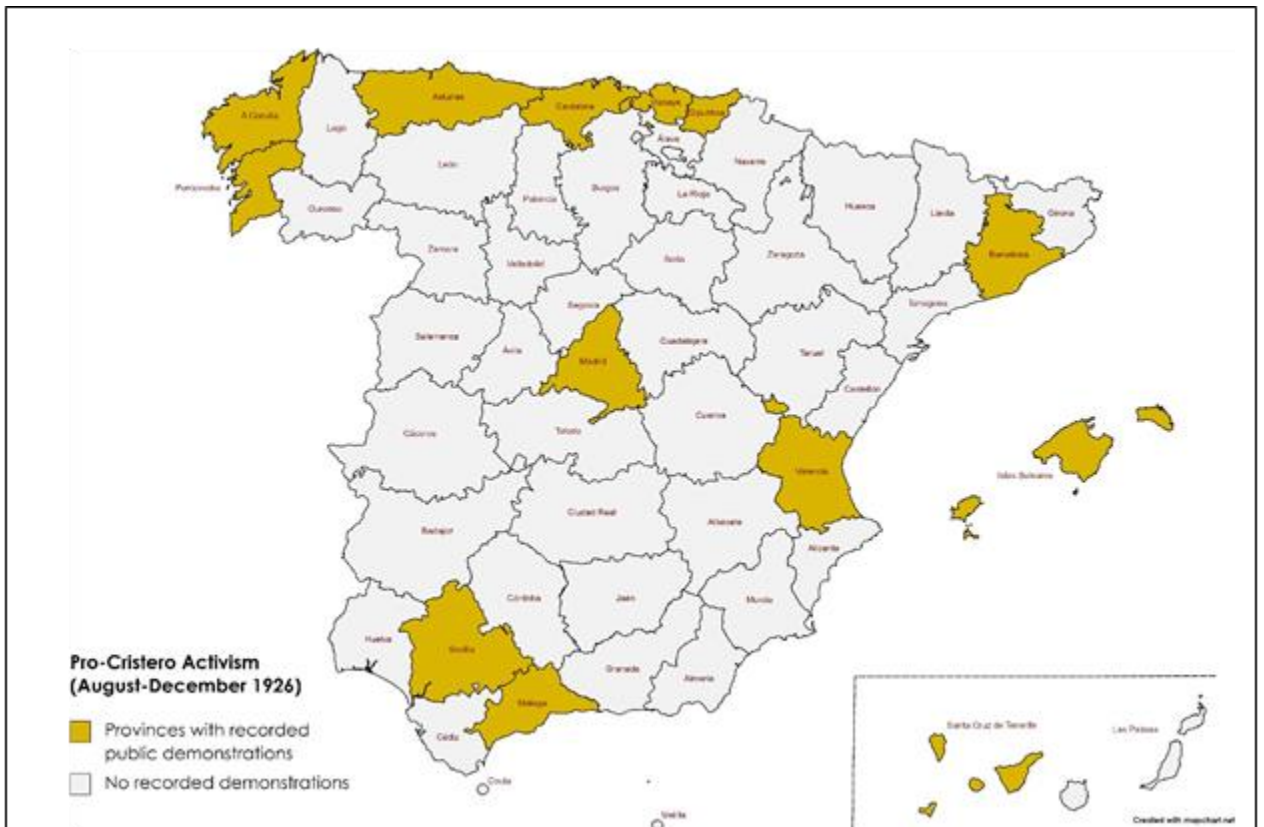 A Coruña
Lugo
Asturias
Cantabria
Vizcaya
Gipuzkoa
Álava
Navarra
Pontevedra
Ourense
León
Palencia
Burgos
La Rioja
Huesca
Lleida
Girona
Barcelona
Zamora
Valladolid
Soria
Zaragoza
Tarragona
Segovia
Salamanca
Ávila
Madrid
Guadalajara
Teruel
Castellón
Cáceres
Toledo
Cuenca
Valencia
Islas Baleares
Badajoz
Ciudad Real
Albacete
Alicante
Huelva
Sevilla
Córdoba
Jaén
Murcia
Granada
Almería
Málaga
Cádiz
Ceuta
Melilla
Pro-Cristero Activism
(August-December 1926)
Provinces with recorded
public demonstrations
No recorded demonstrations
Santa Cruz de Tenerife
Las Palmas
Created with mapchart.net